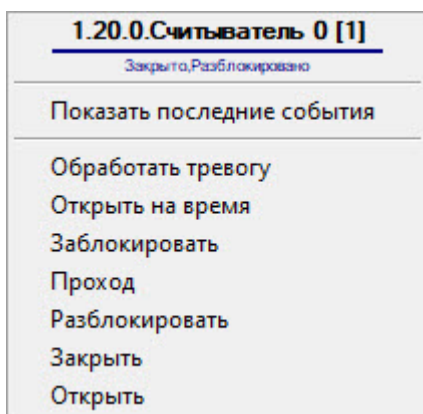 1.20.0.Считыватель 0 [1]
Закрыто,Разблокировано
Показать последние события
Обработать тревогу
Открыть на время
Заблокировать
Проход
Разблокировать
Закрыть
Открыть